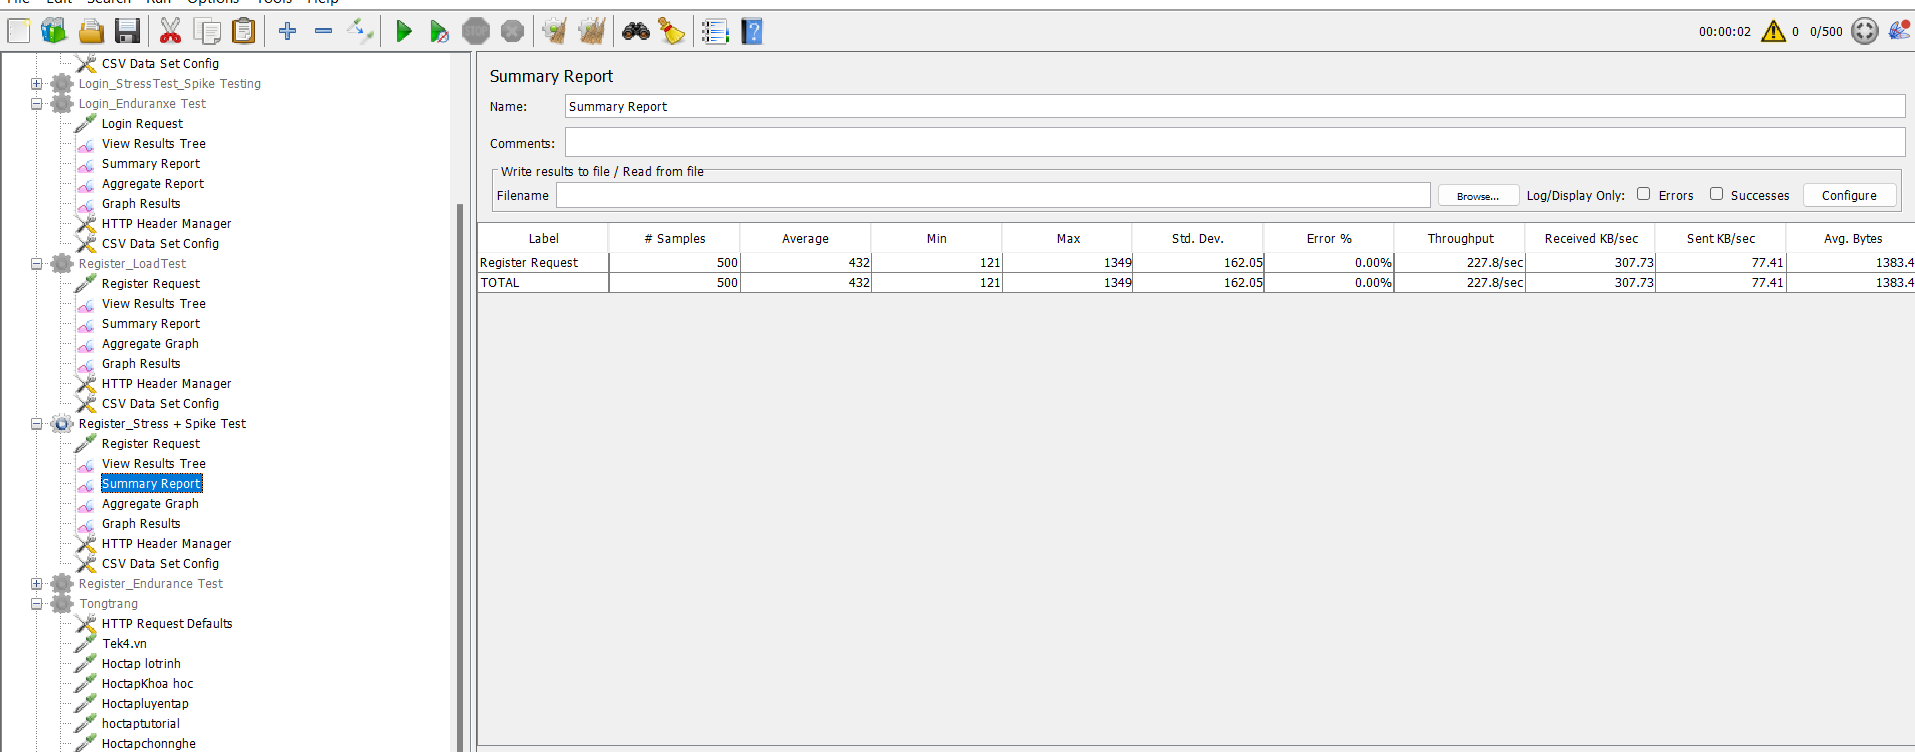 File Edit Search Run Options Tools Help
00:00:02 0 0/500
CSV Data Set Config
Login_StressTest_Spike Testing
Login_Enduranxe Test
Login Request
View Results Tree
Summary Report
Aggregate Report
Graph Results
HTTP Header Manager
CSV Data Set Config
Register_LoadTest
Register Request
View Results Tree
Summary Report
Aggregate Graph
Graph Results
HTTP Header Manager
CSV Data Set Config
Register_Stress + Spike Test
Register Request
View Results Tree
Summary Report
Aggregate Graph
Graph Results
HTTP Header Manager
CSV Data Set Config
Register_Endurance Test
Tongtrang
HTTP Request Defaults
Tek4.vn
Hoctap lotrinh
HoctapKhoa hoc
Hoctapluyentap
hoctaptutorial
Hoctapchonnghe
Summary Report
Name: Summary Report
Comments:
Write results to file / Read from file
Filename Browse... Log/Display Only: Errors Successes Configure
Label # Samples Average Min Max Std. Dev. Error % Throughput Received KB/sec Sent KB/sec Avg. Bytes
Register Request 500 432 121 1349 162.05 0.00% 227.8/sec 307.73 77.41 1383.4
TOTAL 500 432 121 1349 162.05 0.00% 227.8/sec 307.73 77.41 1383.4